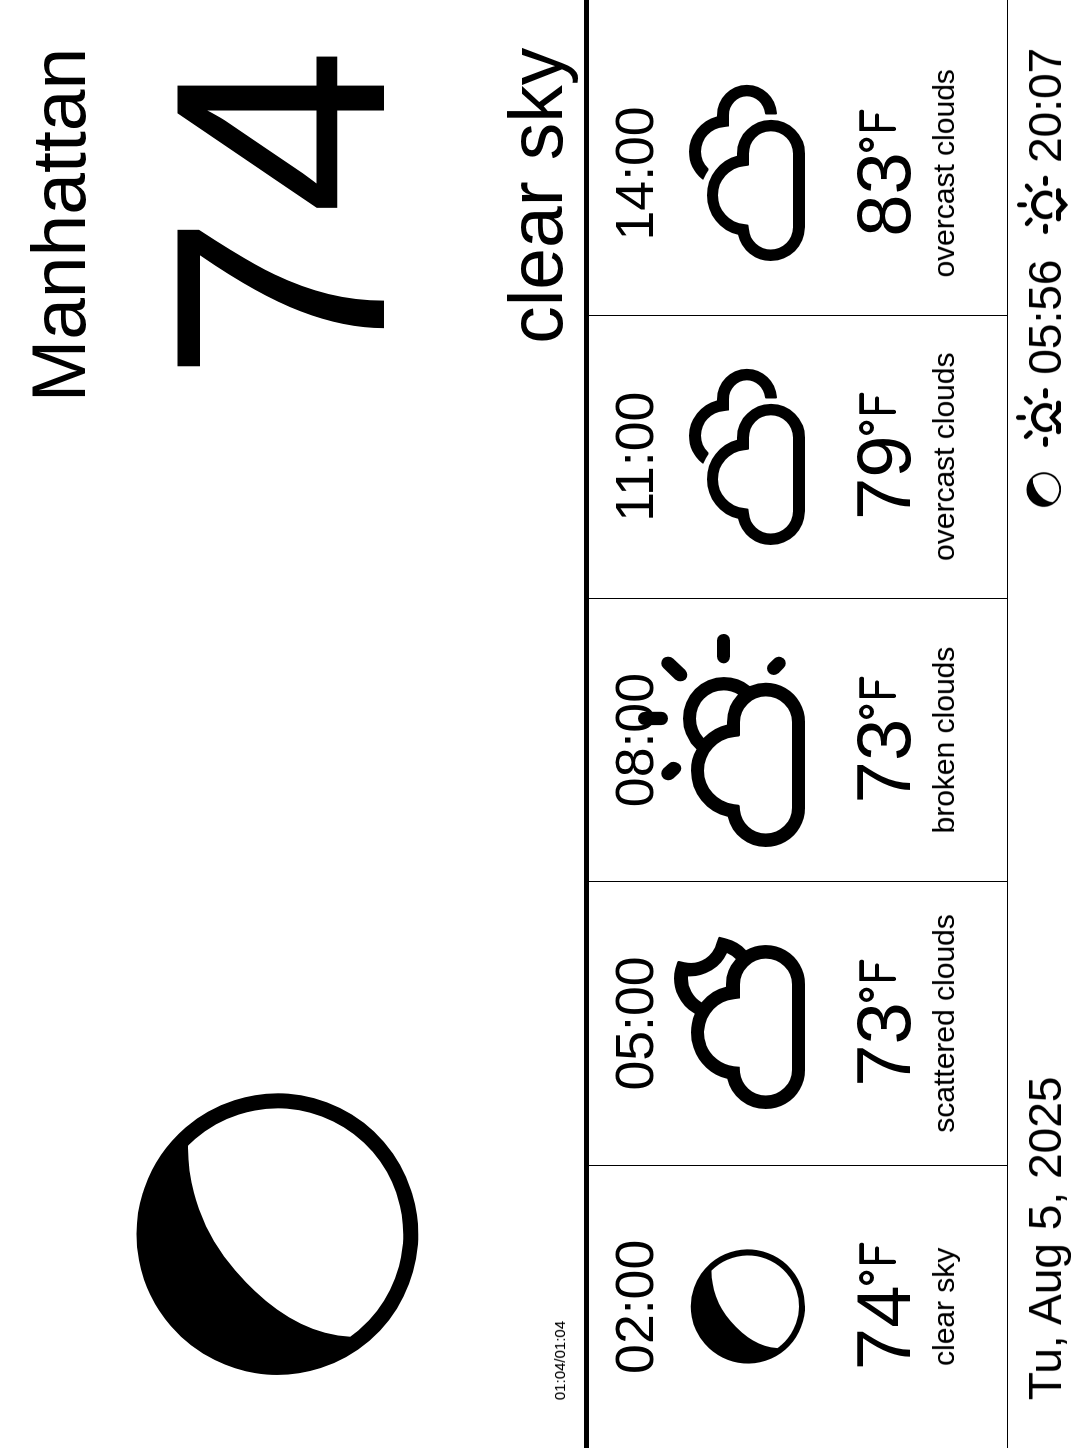 Manhattan
74
clear sky
01:04/01:04
02:00
74°F
clear sky
05:00
73°F
scattered clouds
08:00
73°F
broken clouds
11:00
79°F
overcast clouds
14:00
83°F
overcast clouds
Tu, Aug 5, 2025
05:56
20:07